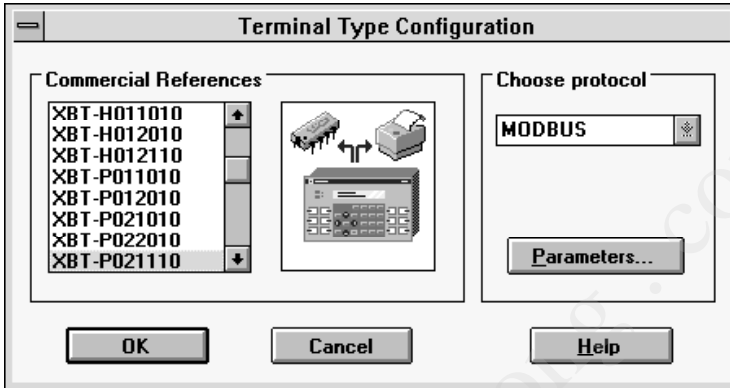 Terminal Type Configuration
Commercial References
XBT-H011010
XBT-H012010
XBT-H012110
XBT-P011010
XBT-P012010
XBT-P021010
XBT-P022010
XBT-P021110
Choose protocol
MODBUS
Parameters...
OK
Cancel
Help